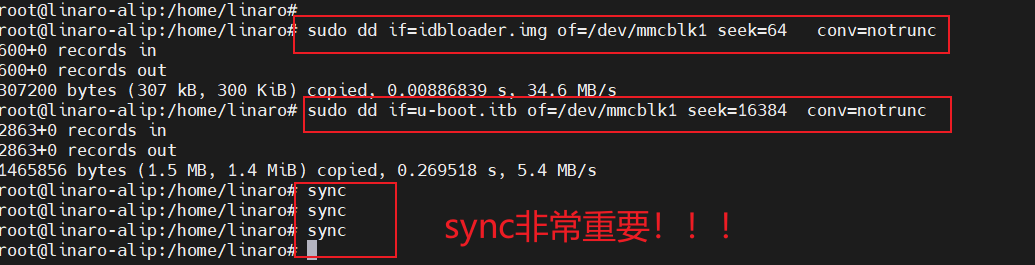 root@linaro-alip:/home/linaro#
root@linaro-alip:/home/linaro# sudo dd if=idbloader.img of=/dev/mmcblk1 seek=64   conv=notrunc
600+0 records in
600+0 records out
307200 bytes (307 kB, 300 KiB) copied, 0.00886839 s, 34.6 MB/s
root@linaro-alip:/home/linaro# sudo dd if=u-boot.itb of=/dev/mmcblk1 seek=16384  conv=notrunc
2863+0 records in
2863+0 records out
1465856 bytes (1.5 MB, 1.4 MiB) copied, 0.269518 s, 5.4 MB/s
root@linaro-alip:/home/linaro# sync
root@linaro-alip:/home/linaro# sync
root@linaro-alip:/home/linaro# sync
root@linaro-alip:/home/linaro#
sync非常重要！！！